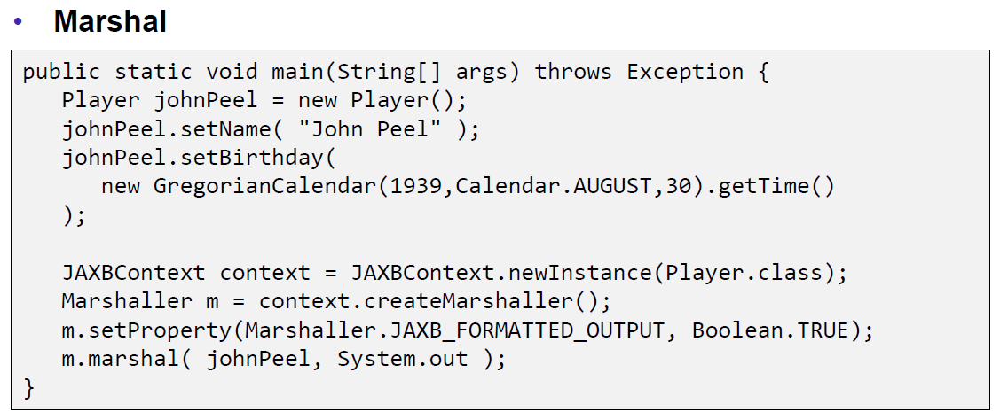 • Marshal
public static void main(String[] args) throws Exception {
   Player johnPeel = new Player();
   johnPeel.setName( "John Peel" );
   johnPeel.setBirthday(
      new GregorianCalendar(1939,Calendar.AUGUST,30).getTime()
   );

   JAXBContext context = JAXBContext.newInstance(Player.class);
   Marshaller m = context.createMarshaller();
   m.setProperty(Marshaller.JAXB_FORMATTED_OUTPUT, Boolean.TRUE);
   m.marshal( johnPeel, System.out );
}